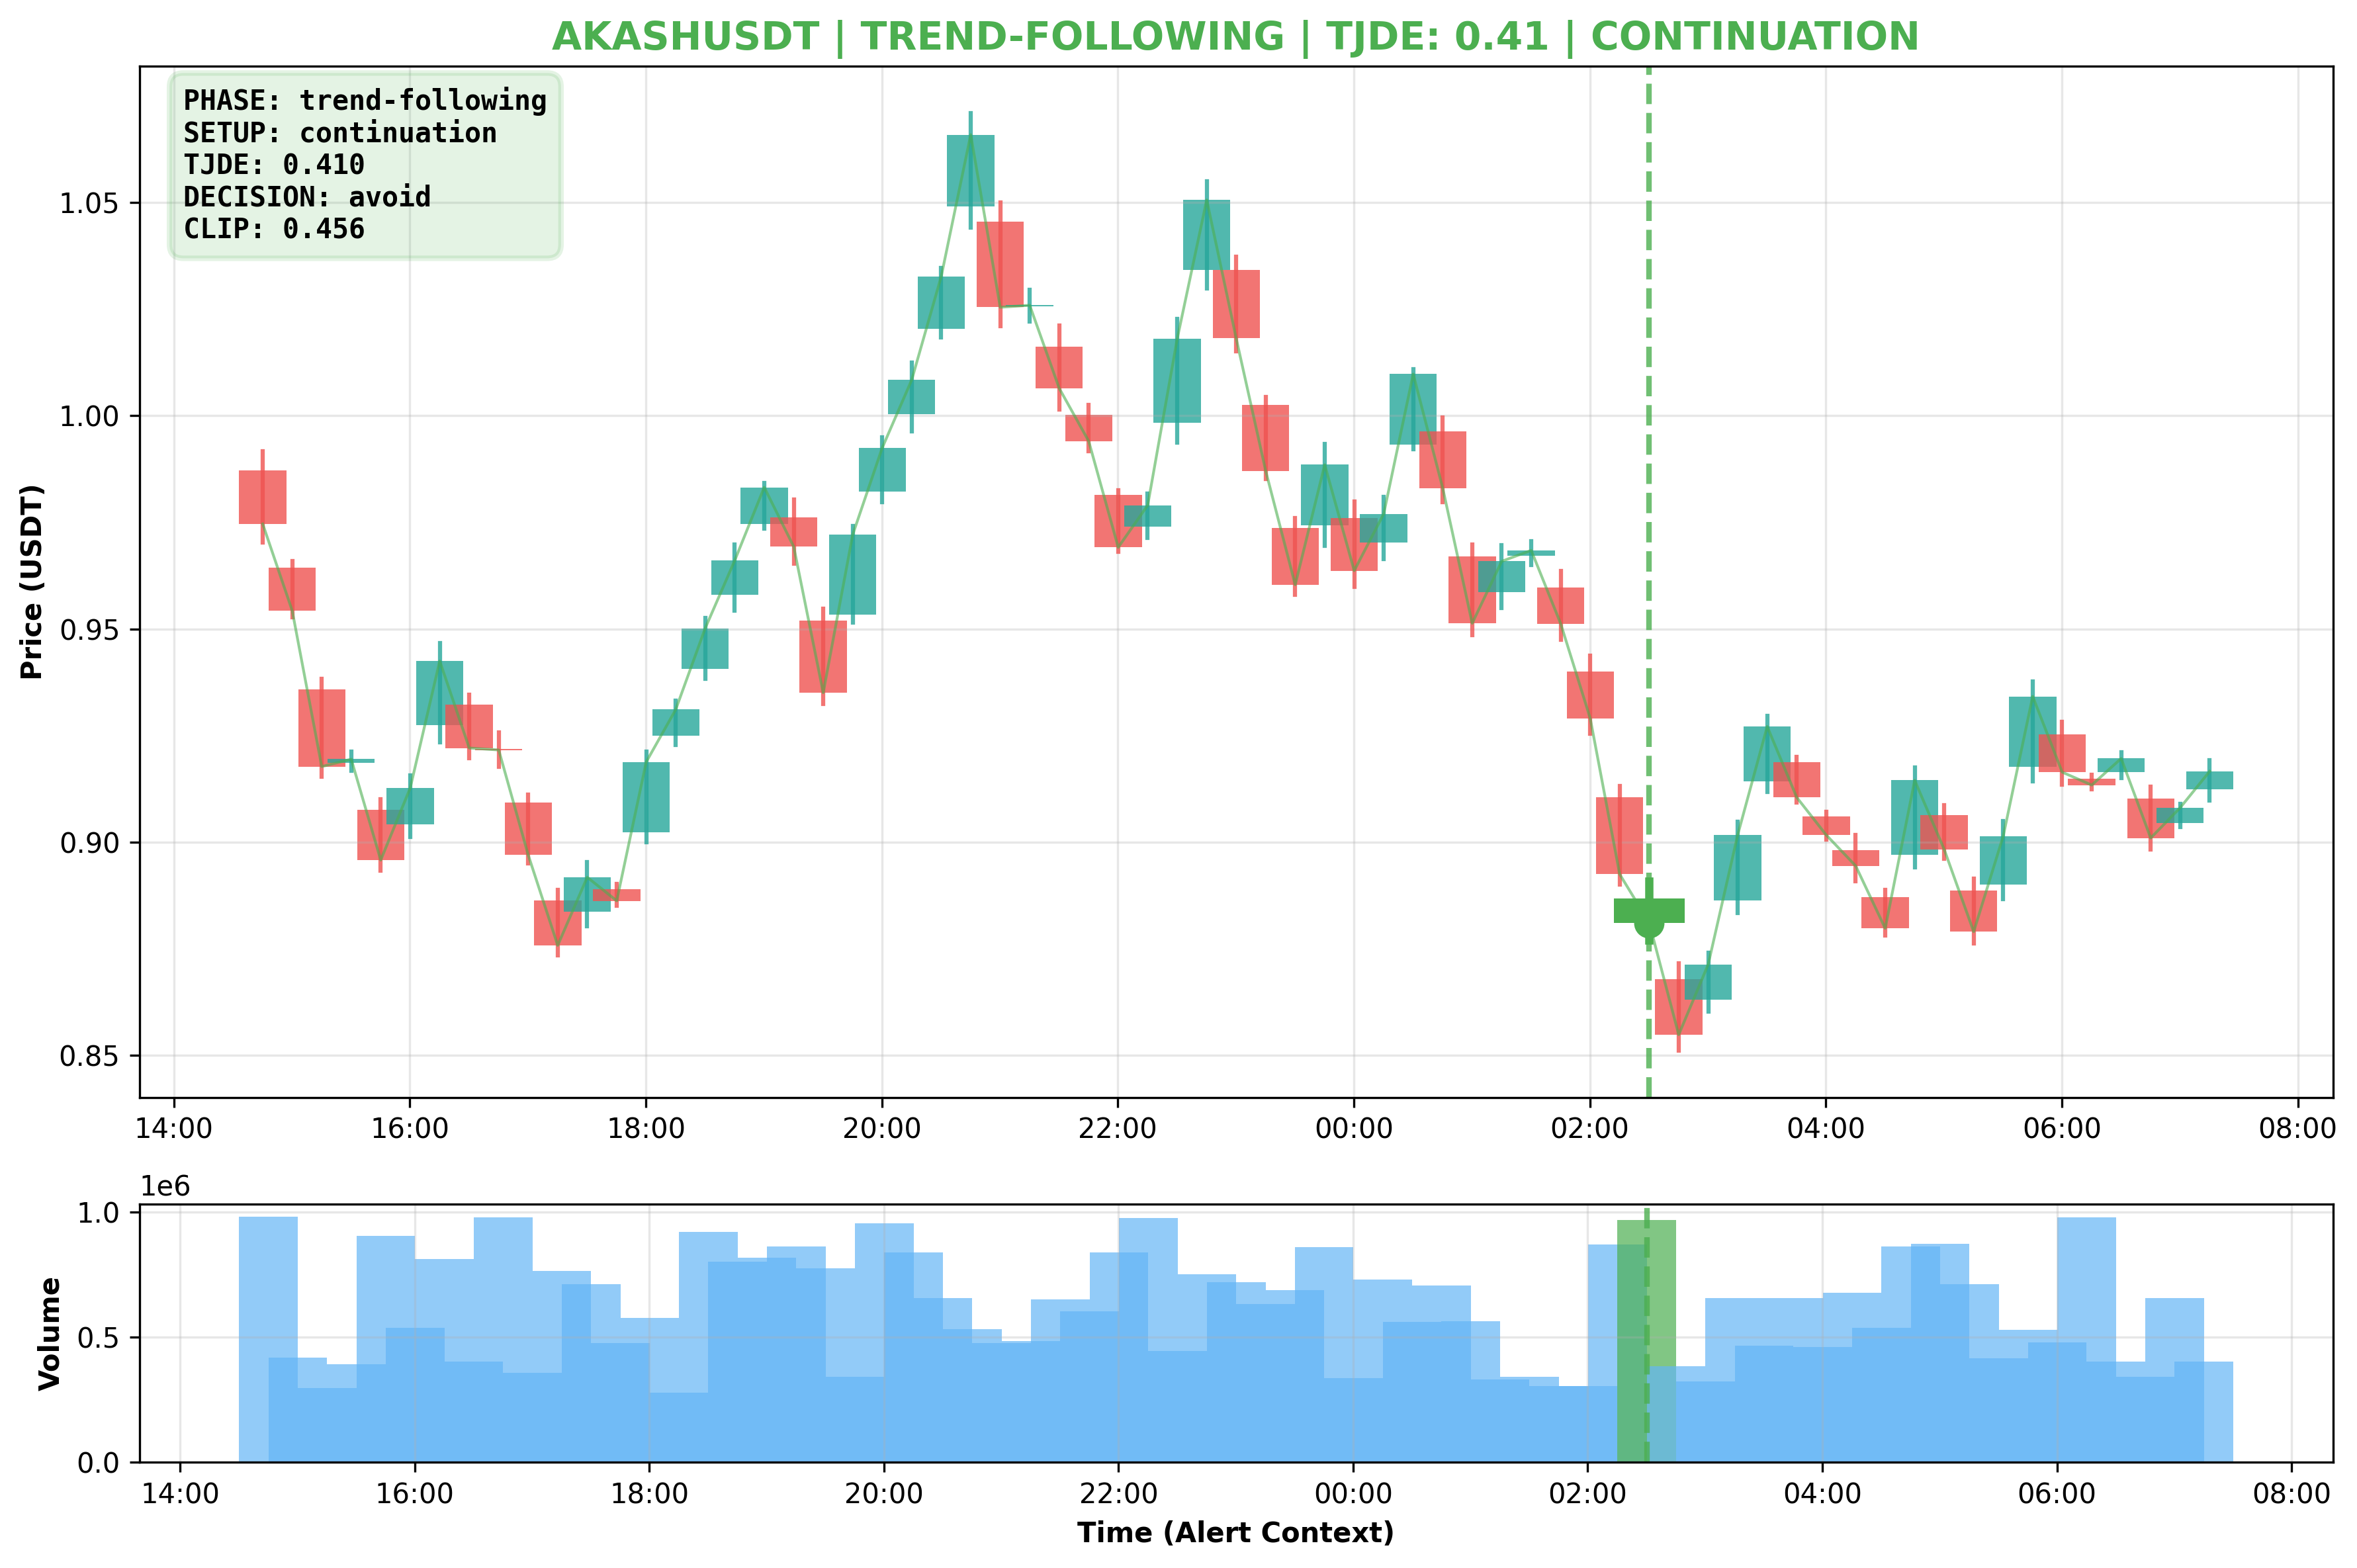 AKASHUSDT | TREND-FOLLOWING | TJDE: 0.41 | CONTINUATION
PHASE: trend-following
SETUP: continuation
TJDE: 0.410
DECISION: avoid
CLIP: 0.456
Price (USDT)
1.05
1.00
0.95
0.90
0.85
14:00 16:00 18:00 20:00 22:00 00:00 02:00 04:00 06:00 08:00
1e6
Volume
1.0
0.5
0.0
14:00 16:00 18:00 20:00 22:00 00:00 02:00 04:00 06:00 08:00
Time (Alert Context)